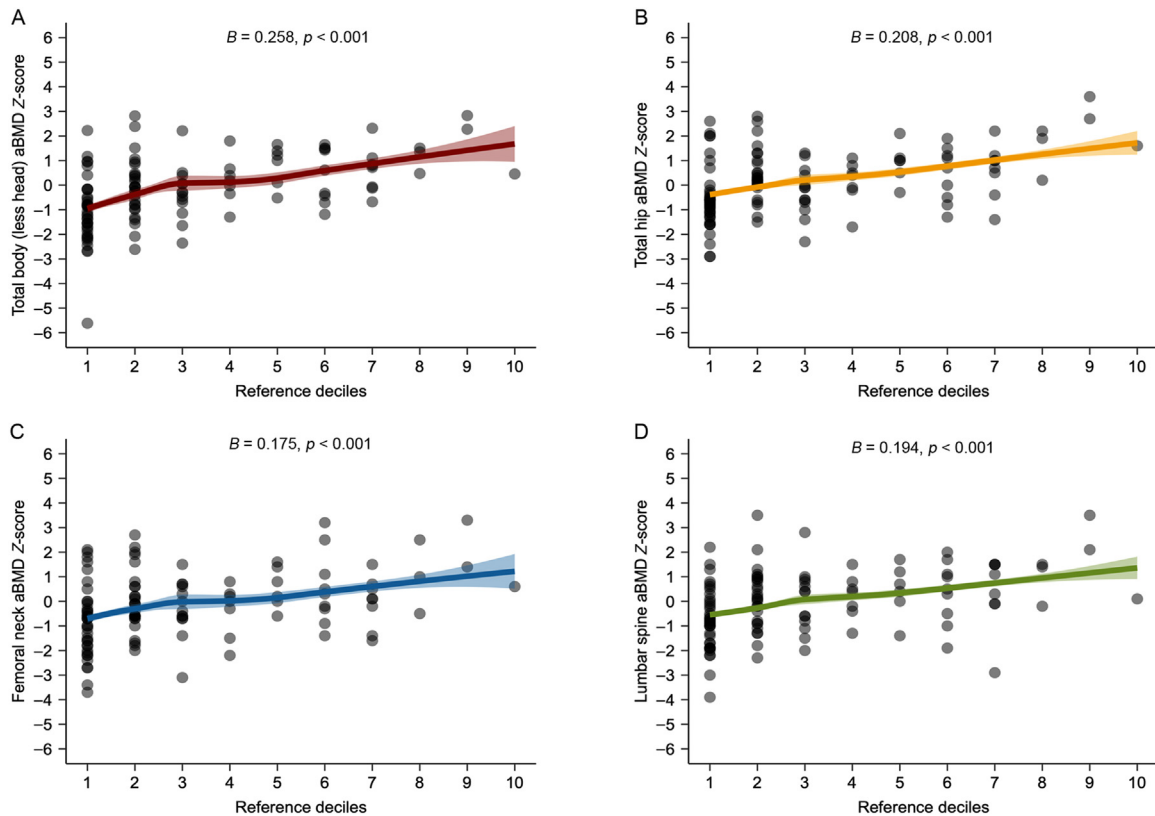 A
B = 0.258, p < 0.001
Total body (less head) aBMD Z-score
6
5
4
3
2
1
0
–1
–2
–3
–4
–5
–6
1 2 3 4 5 6 7 8 9 10
Reference deciles
B
B = 0.208, p < 0.001
Total hip aBMD Z-score
6
5
4
3
2
1
0
–1
–2
–3
–4
–5
–6
1 2 3 4 5 6 7 8 9 10
Reference deciles
C
B = 0.175, p < 0.001
Femoral neck aBMD Z-score
6
5
4
3
2
1
0
–1
–2
–3
–4
–5
–6
1 2 3 4 5 6 7 8 9 10
Reference deciles
D
B = 0.194, p < 0.001
Lumbar spine aBMD Z-score
6
5
4
3
2
1
0
–1
–2
–3
–4
–5
–6
1 2 3 4 5 6 7 8 9 10
Reference deciles